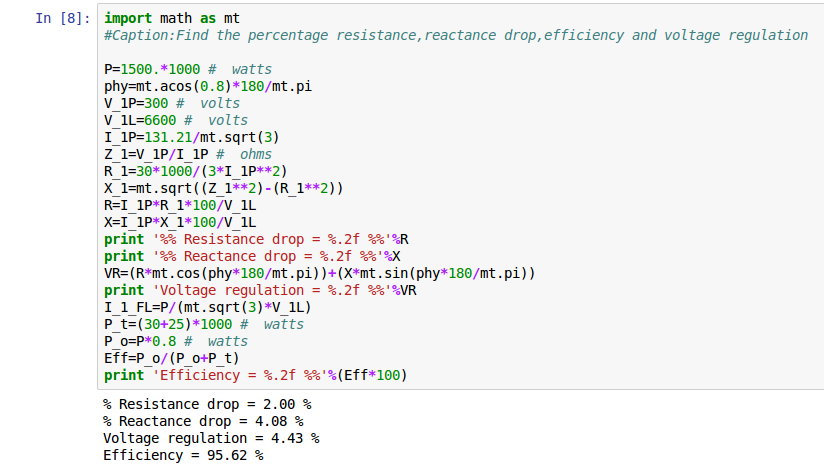 In [8]: import math as mt
#Caption:Find the percentage resistance,reactance drop,efficiency and voltage regulation
P=1500.*1000 #  watts
phy=mt.acos(0.8)*180/mt.pi
V_1P=300 #  volts
V_1L=6600 #  volts
I_1P=131.21/mt.sqrt(3)
Z_1=V_1P/I_1P #  ohms
R_1=30*1000/(3*I_1P**2)
X_1=mt.sqrt((Z_1**2)-(R_1**2))
R=I_1P*R_1*100/V_1L
X=I_1P*X_1*100/V_1L
print '%% Resistance drop = %.2f %%'%R
print '%% Reactance drop = %.2f %%'%X
VR=(R*mt.cos(phy*180/mt.pi))+(X*mt.sin(phy*180/mt.pi))
print 'Voltage regulation = %.2f %%'%VR
I_1_FL=P/(mt.sqrt(3)*V_1L)
P_t=(30+25)*1000 #  watts
P_o=P*0.8 #  watts
Eff=P_o/(P_o+P_t)
print 'Efficiency = %.2f %%'%(Eff*100)
% Resistance drop = 2.00 %
% Reactance drop = 4.08 %
Voltage regulation = 4.43 %
Efficiency = 95.62 %